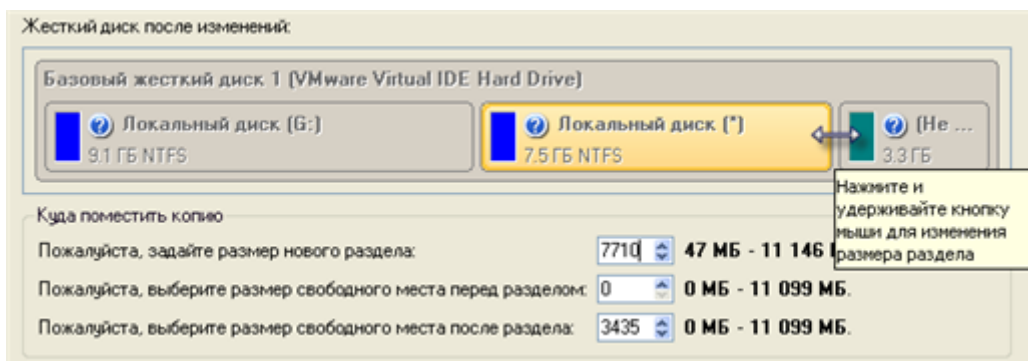 Жесткий диск после изменений:
Базовый жесткий диск 1 (VMware Virtual IDE Hard Drive)
Локальный диск (G:)
9.1 ГБ NTFS
Локальный диск (*)
7.5 ГБ NTFS
(Не ...
3.3 ГБ
Нажмите и
удерживайте кнопку
мыши для изменения
размера раздела
Куда поместить копию
Пожалуйста, задайте размер нового раздела: 7710 47 МБ - 11 146
Пожалуйста, выберите размер свободного места перед разделом: 0 0 МБ - 11 099 МБ.
Пожалуйста, выберите размер свободного места после раздела: 3435 0 МБ - 11 099 МБ.